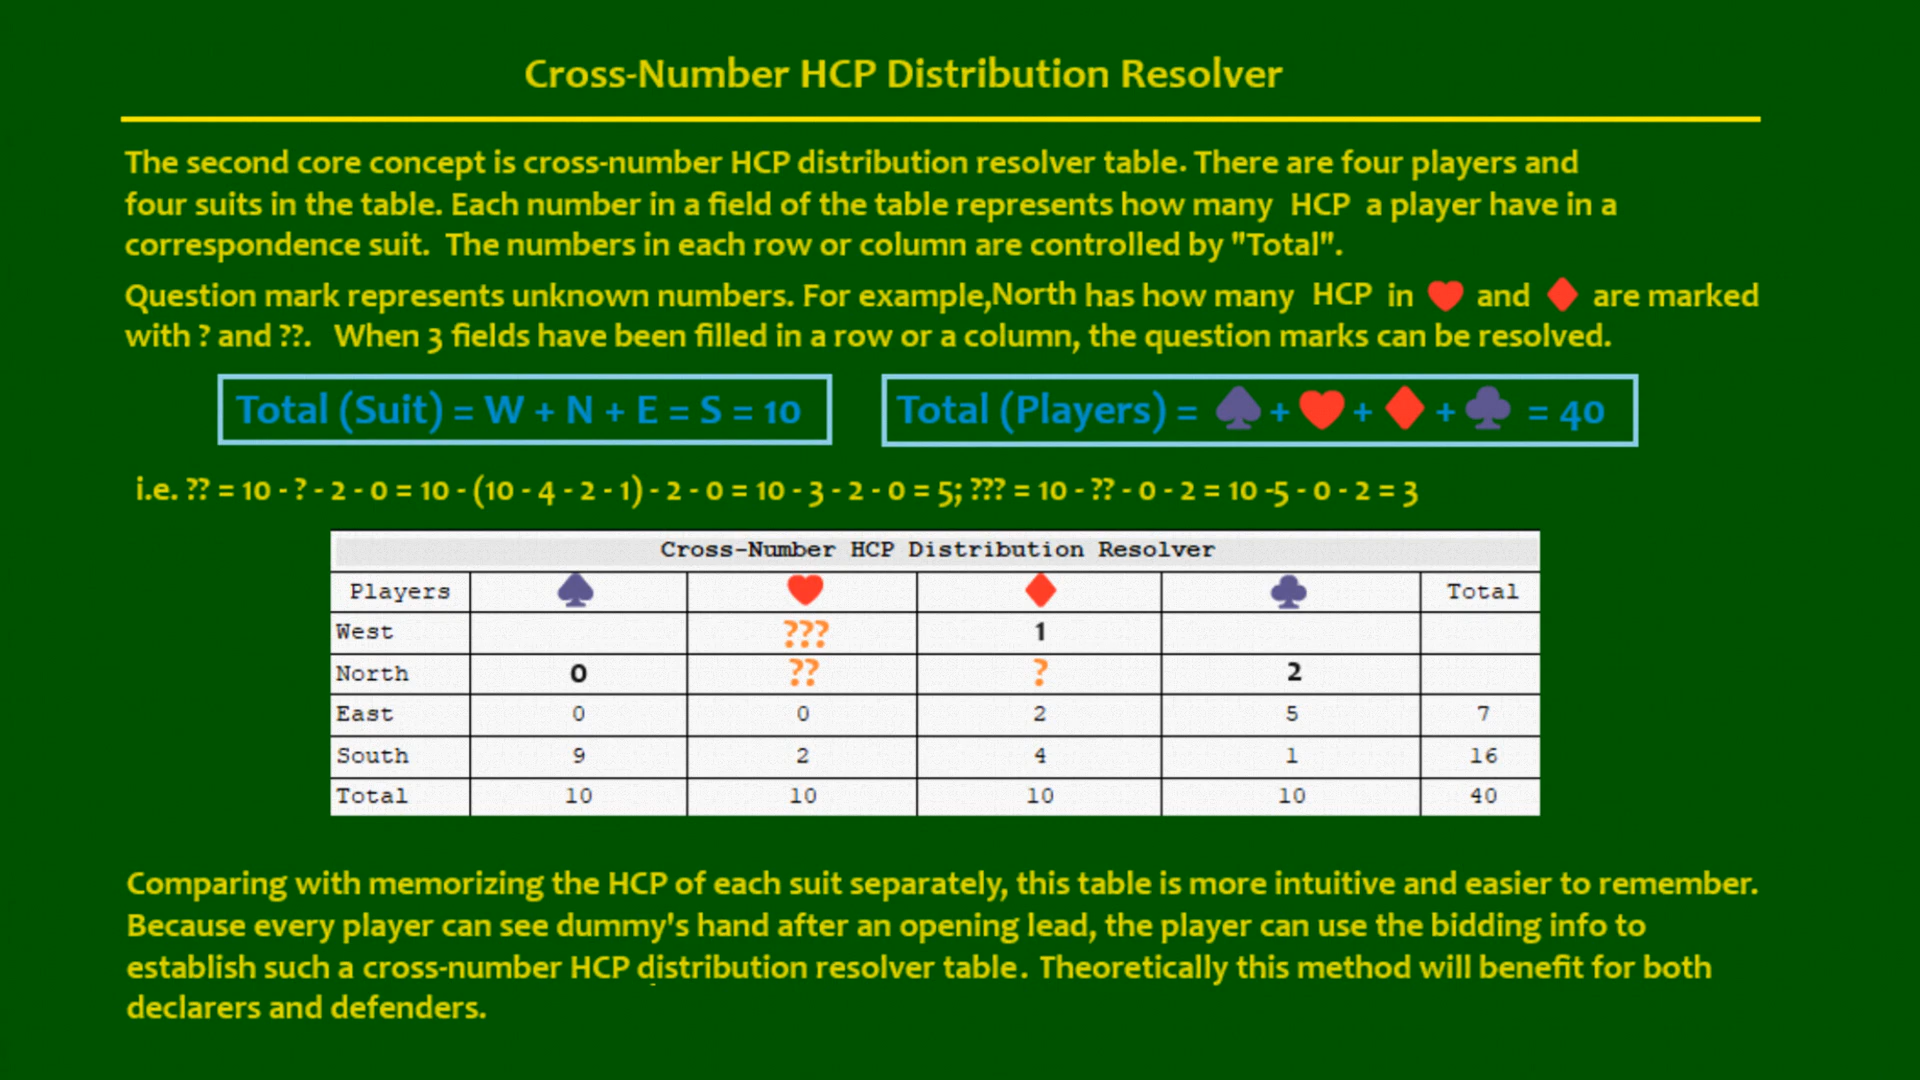 Cross-Number HCP Distribution Resolver
The second core concept is cross-number HCP distribution resolver table. There are four players and
four suits in the table. Each number in a field of the table represents how many HCP a player have in a
correspondence suit. The numbers in each row or column are controlled by "Total".
Question mark represents unknown numbers. For example,North has how many HCP in ♥ and ♦ are marked
with ? and ??. When 3 fields have been filled in a row or a column, the question marks can be resolved.
Total (Suit) = W + N + E = S = 10
Total (Players) = ♠ + ♥ + ♦ + ♣ = 40
i.e. ?? = 10 - ? - 2 - 0 = 10 - (10 - 4 - 2 - 1) - 2 - 0 = 10 - 3 - 2 - 0 = 5; ??? = 10 - ?? - 0 - 2 = 10 -5 - 0 - 2 = 3
Cross-Number HCP Distribution Resolver
Players ♠ ♥ ♦ ♣ Total
West ??? 1
North 0 ?? ? 2
East 0 0 2 5 7
South 9 2 4 1 16
Total 10 10 10 10 40
Comparing with memorizing the HCP of each suit separately, this table is more intuitive and easier to remember.
Because every player can see dummy's hand after an opening lead, the player can use the bidding info to
establish such a cross-number HCP distribution resolver table. Theoretically this method will benefit for both
declarers and defenders.